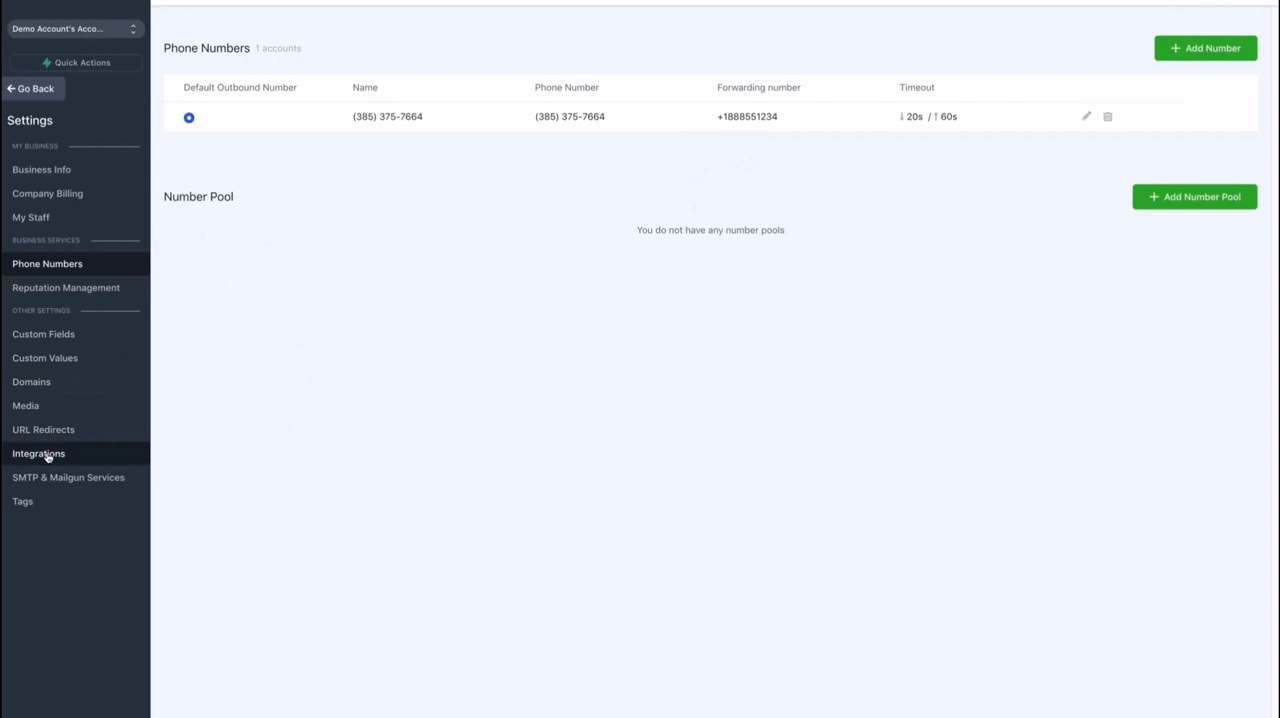 Demo Account's Acco...
Quick Actions
Go Back
Settings
MY BUSINESS
Business Info
Company Billing
My Staff
BUSINESS SERVICES
Phone Numbers
Reputation Management
OTHER SETTINGS
Custom Fields
Custom Values
Domains
Media
URL Redirects
Integrations
SMTP & Mailgun Services
Tags
Phone Numbers 1 accounts
+ Add Number
Default Outbound Number Name Phone Number Forwarding number Timeout
(385) 375-7664 (385) 375-7664 +1888551234 ↓ 20s / ↑ 60s
Number Pool
+ Add Number Pool
You do not have any number pools